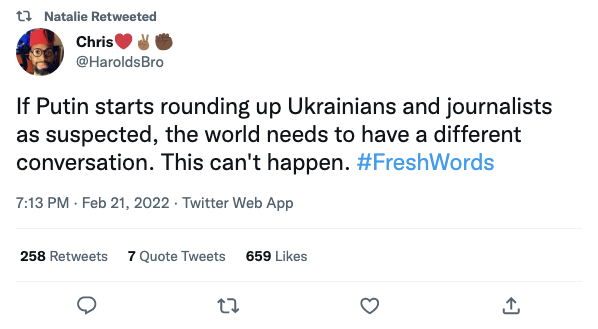 Natalie Retweeted
Chris❤️✌🏽✊🏾
@HaroldsBro
If Putin starts rounding up Ukrainians and journalists
as suspected, the world needs to have a different
conversation. This can't happen. #FreshWords
7:13 PM · Feb 21, 2022 · Twitter Web App
258 Retweets 7 Quote Tweets 659 Likes